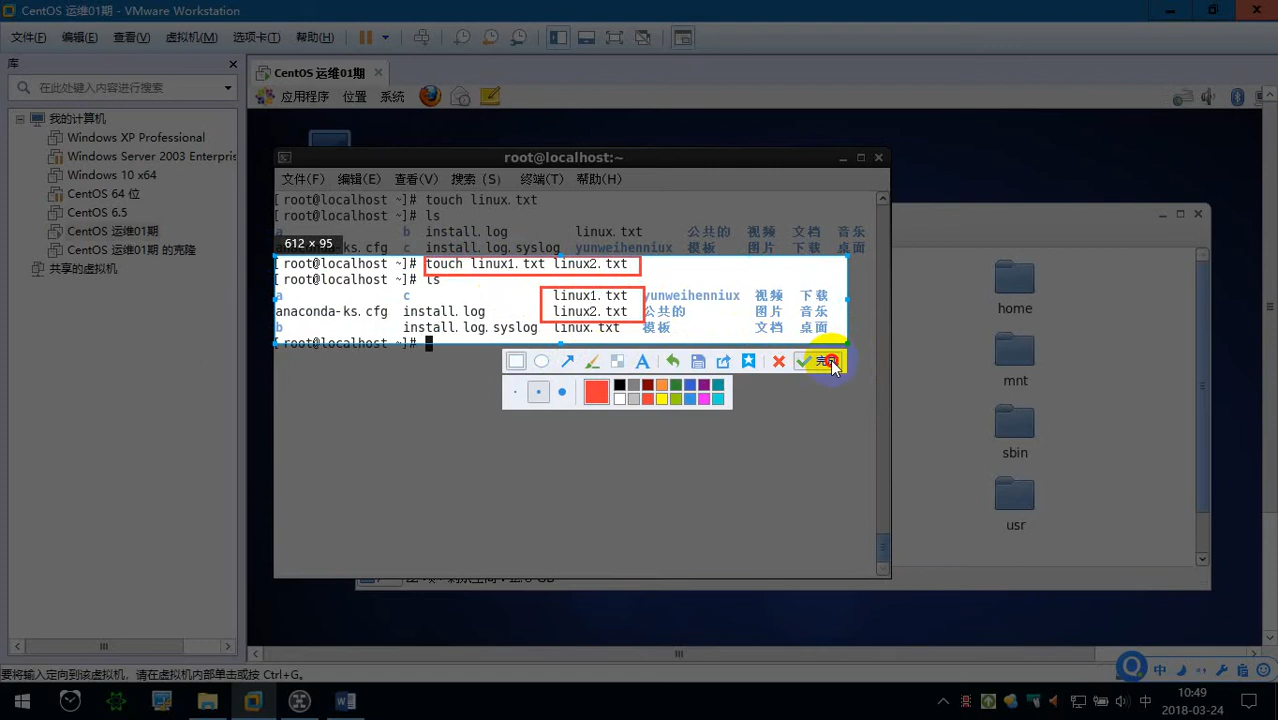 CentOS 运维01期 - VMware Workstation
文件(F) 编辑(E) 查看(V) 虚拟机(M) 选项卡(T) 帮助(H)
库
在此处键入内容进行搜索
我的计算机
Windows XP Professional
Windows Server 2003 Enterpris
Windows 10 x64
CentOS 64 位
CentOS 6.5
CentOS 运维01期
CentOS 运维01期 的克隆
共享的虚拟机
CentOS 运维01期
应用程序 位置 系统
root@localhost:~
文件(F) 编辑(E) 查看(V) 搜索 (S) 终端(T) 帮助(H)
[root@localhost ~]# touch linux.txt
[root@localhost ~]# ls
a b install.log linux.txt 公共的 视频 文档 音乐
anaconda-ks.cfg c install.log.syslog yunweihenniux 模板 图片 下载 桌面
612 × 95
[root@localhost ~]# touch linux1.txt linux2.txt
[root@localhost ~]# ls
a c linux1.txt yunweihenniux 视频 下载
anaconda-ks.cfg install.log linux2.txt 公共的 图片 音乐
b install.log.syslog linux.txt 模板 文档 桌面
[root@localhost ~]#
A
home
mnt
sbin
usr
要将输入定向到该虚拟机，请在虚拟机内部单击或按 Ctrl+G。
中
中
10:49
2018-03-24